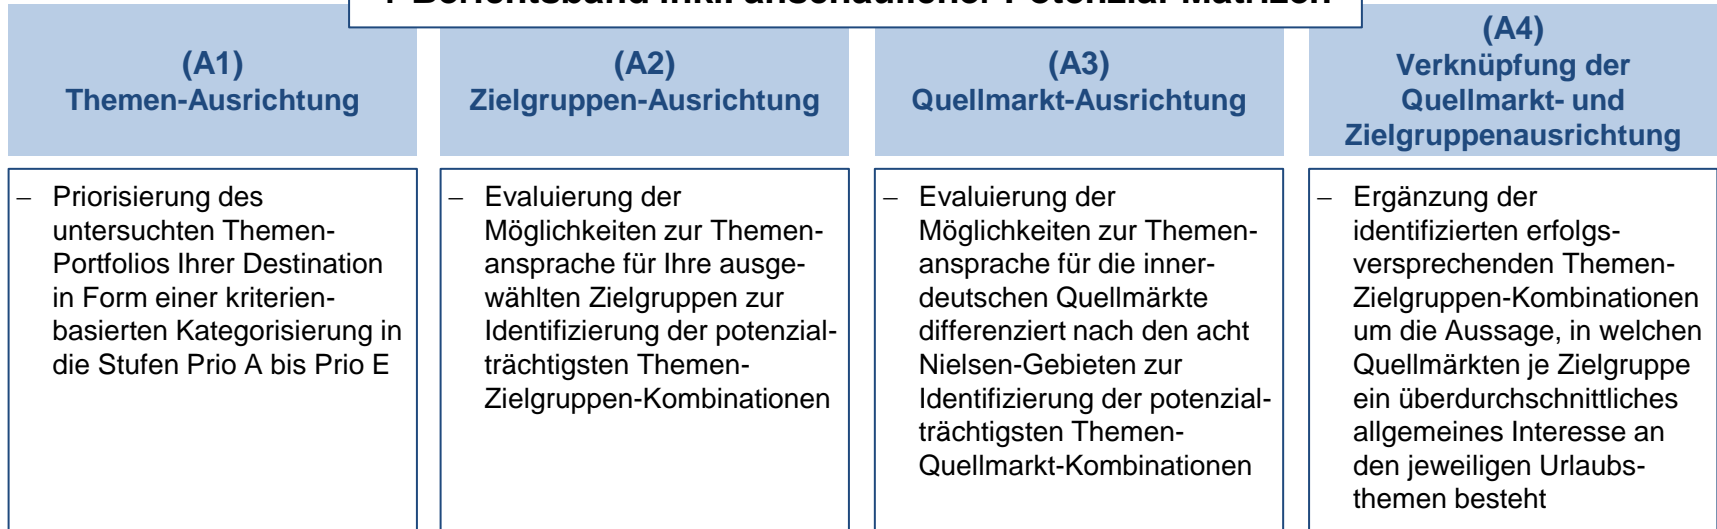 + Berichtsband inkl. anschaulicher Potenzial-Matrizen
(A1)
Themen-Ausrichtung
– Priorisierung des
untersuchten Themen-
Portfolios Ihrer Destination
in Form einer kriterien-
basierten Kategorisierung in
die Stufen Prio A bis Prio E
(A2)
Zielgruppen-Ausrichtung
– Evaluierung der
Möglichkeiten zur Themen-
ansprache für Ihre ausge-
wählten Zielgruppen zur
Identifizierung der potenzial-
trächtigsten Themen-
Zielgruppen-Kombinationen
(A3)
Quellmarkt-Ausrichtung
– Evaluierung der
Möglichkeiten zur Themen-
ansprache für die inner-
deutschen Quellmärkte
differenziert nach den acht
Nielsen-Gebieten zur
Identifizierung der potenzial-
trächtigsten Themen-
Quellmarkt-Kombinationen
(A4)
Verknüpfung der
Quellmarkt- und
Zielgruppenausrichtung
– Ergänzung der
identifizierten erfolgs-
versprechenden Themen-
Zielgruppen-Kombinationen
um die Aussage, in welchen
Quellmärkten je Zielgruppe
ein überdurchschnittliches
allgemeines Interesse an
den jeweiligen Urlaubs-
themen besteht